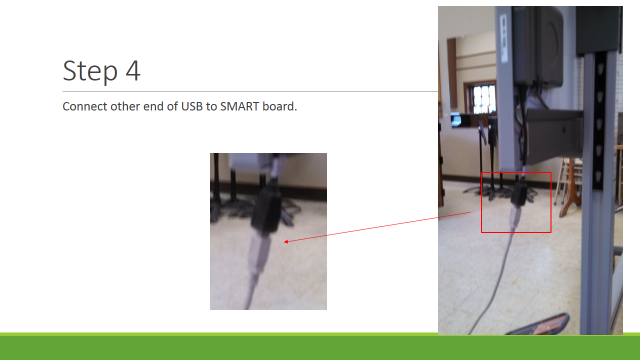 Step 4
Connect other end of USB to SMART board.